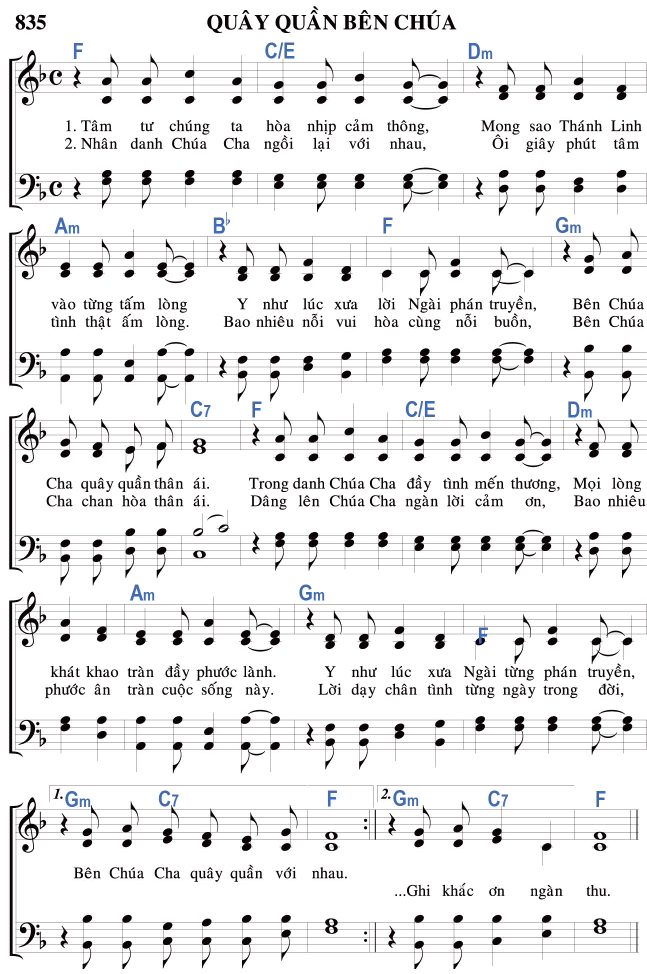 835 QUÂY QUẦN BÊN CHÚA
F C/E Dm
1. Tâm tư chúng ta hòa nhịp cảm thông, Mong sao Thánh Linh
2. Nhân danh Chúa Cha ngồi lại với nhau, Ôi giây phút tâm
Am B♭ F Gm
vào từng tấm lòng Y như lúc xưa lời Ngài phán truyền, Bên Chúa
tình thật ấm lòng. Bao nhiêu nỗi vui hòa cùng nỗi buồn, Bên Chúa
C7 F C/E Dm
Cha quây quần thân ái. Trong danh Chúa Cha đầy tình mến thương, Mọi lòng
Cha chan hòa thân ái. Dâng lên Chúa Cha ngàn lời cảm ơn, Bao nhiêu
Am Gm F
khát khao tràn đầy phước lành. Y như lúc xưa Ngài từng phán truyền,
phước ân tràn cuộc sống này. Lời dạy chân tình từng ngày trong đời,
1. Gm C7 F 2. Gm C7 F
Bên Chúa Cha quây quần với nhau.
...Ghi khắc ơn ngàn thu.